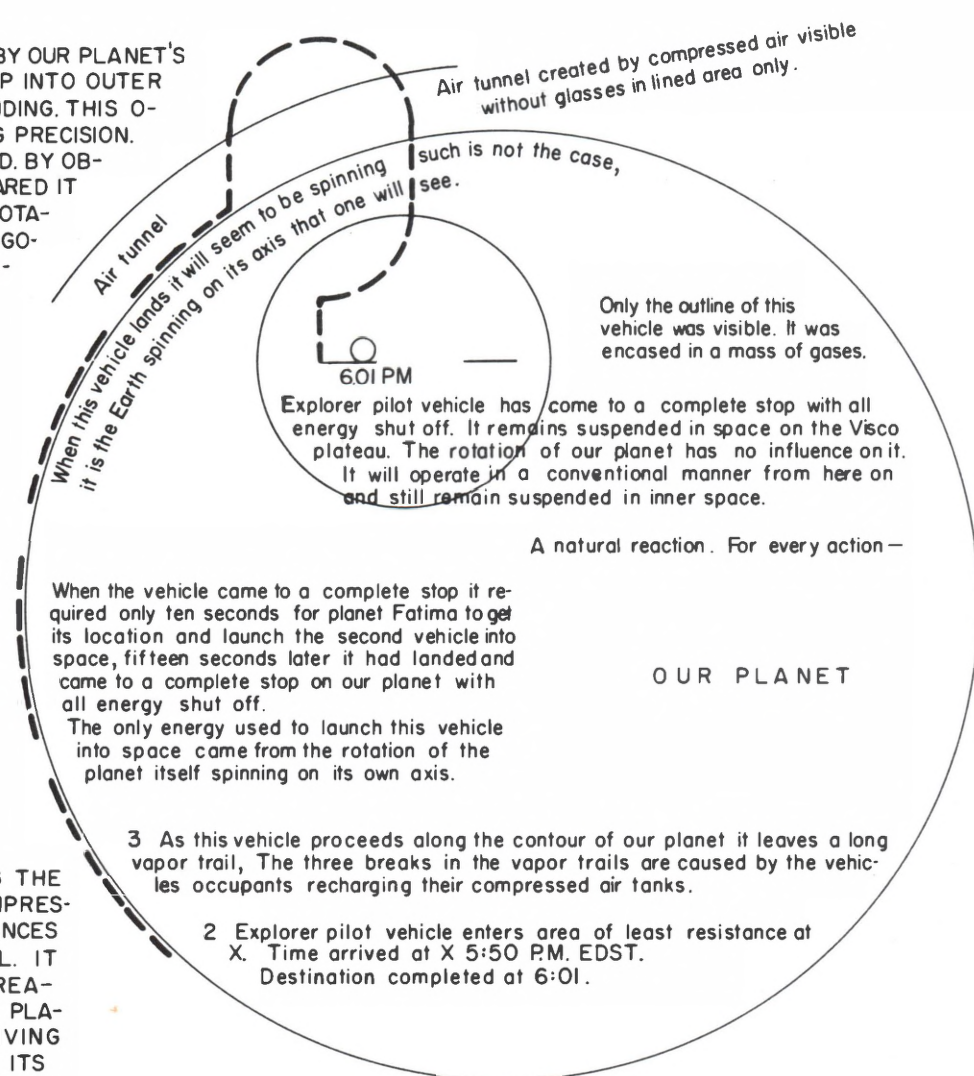 BY OUR PLANET'S
P INTO OUTER
DING. THIS O-
G PRECISION.
D. BY OB-
ARED IT
OTA-
GO-
-
Air tunnel created by compressed air visible
without glasses in lined area only.
Air tunnel
When this vehicle lands it will seem to be spinning such is not the case,
it is the Earth spinning on its axis that one will see.
Only the outline of this
vehicle was visible. It was
encased in a mass of gases.
6.01 PM
Explorer pilot vehicle has come to a complete stop with all
energy shut off. It remains suspended in space on the Visco
plateau. The rotation of our planet has no influence on it.
It will operate in a conventional manner from here on
and still remain suspended in inner space.
A natural reaction. For every action—
When the vehicle came to a complete stop it re-
quired only ten seconds for planet Fatima to get
its location and launch the second vehicle into
space, fifteen seconds later it had landed and
came to a complete stop on our planet with
all energy shut off.
The only energy used to launch this vehicle
into space came from the rotation of the
planet itself spinning on its own axis.
OUR PLANET
3 As this vehicle proceeds along the contour of our planet it leaves a long
vapor trail, The three breaks in the vapor trails are caused by the vehic-
les occupants recharging their compressed air tanks.
2 Explorer pilot vehicle enters area of least resistance at
X. Time arrived at X 5:50 P.M. EDST.
Destination completed at 6:01.
THE
MPRES-
NCES
L. IT
REA-
PLA-
VING
ITS